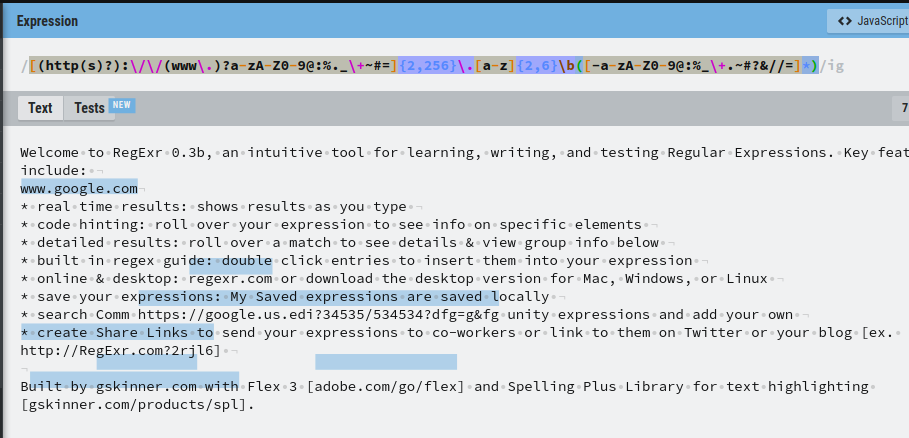 Expression
<> JavaScript
/[(http(s)?):\/\/(www\.)?a-zA-Z0-9@:%._\+~#=]{2,256}\.[a-z]{2,6}\b([-a-zA-Z0-9@:%_\+.~#?&//=]*)/ig
Text Tests NEW 7
Welcome to RegExr 0.3b, an intuitive tool for learning, writing, and testing Regular Expressions. Key feat
include:
www.google.com
* real time results: shows results as you type
* code hinting: roll over your expression to see info on specific elements
* detailed results: roll over a match to see details & view group info below
* built in regex guide: double click entries to insert them into your expression
* online & desktop: regexr.com or download the desktop version for Mac, Windows, or Linux
* save your expressions: My Saved expressions are saved locally
* search Comm https://google.us.edi?34535/534534?dfg=g&fg unity expressions and add your own
* create Share Links to send your expressions to co-workers or link to them on Twitter or your blog [ex.
http://RegExr.com?2rjl6]
Built by gskinner.com with Flex 3 [adobe.com/go/flex] and Spelling Plus Library for text highlighting
[gskinner.com/products/spl].